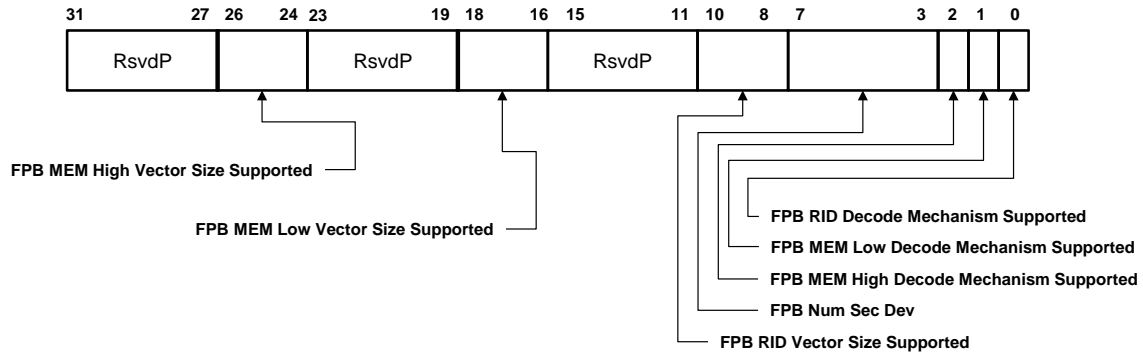 31 27 26 24 23 19 18 16 15 11 10 8 7 3 2 1 0
RsvdP RsvdP RsvdP
FPB MEM High Vector Size Supported
FPB MEM Low Vector Size Supported
FPB RID Decode Mechanism Supported
FPB MEM Low Decode Mechanism Supported
FPB MEM High Decode Mechanism Supported
FPB Num Sec Dev
FPB RID Vector Size Supported